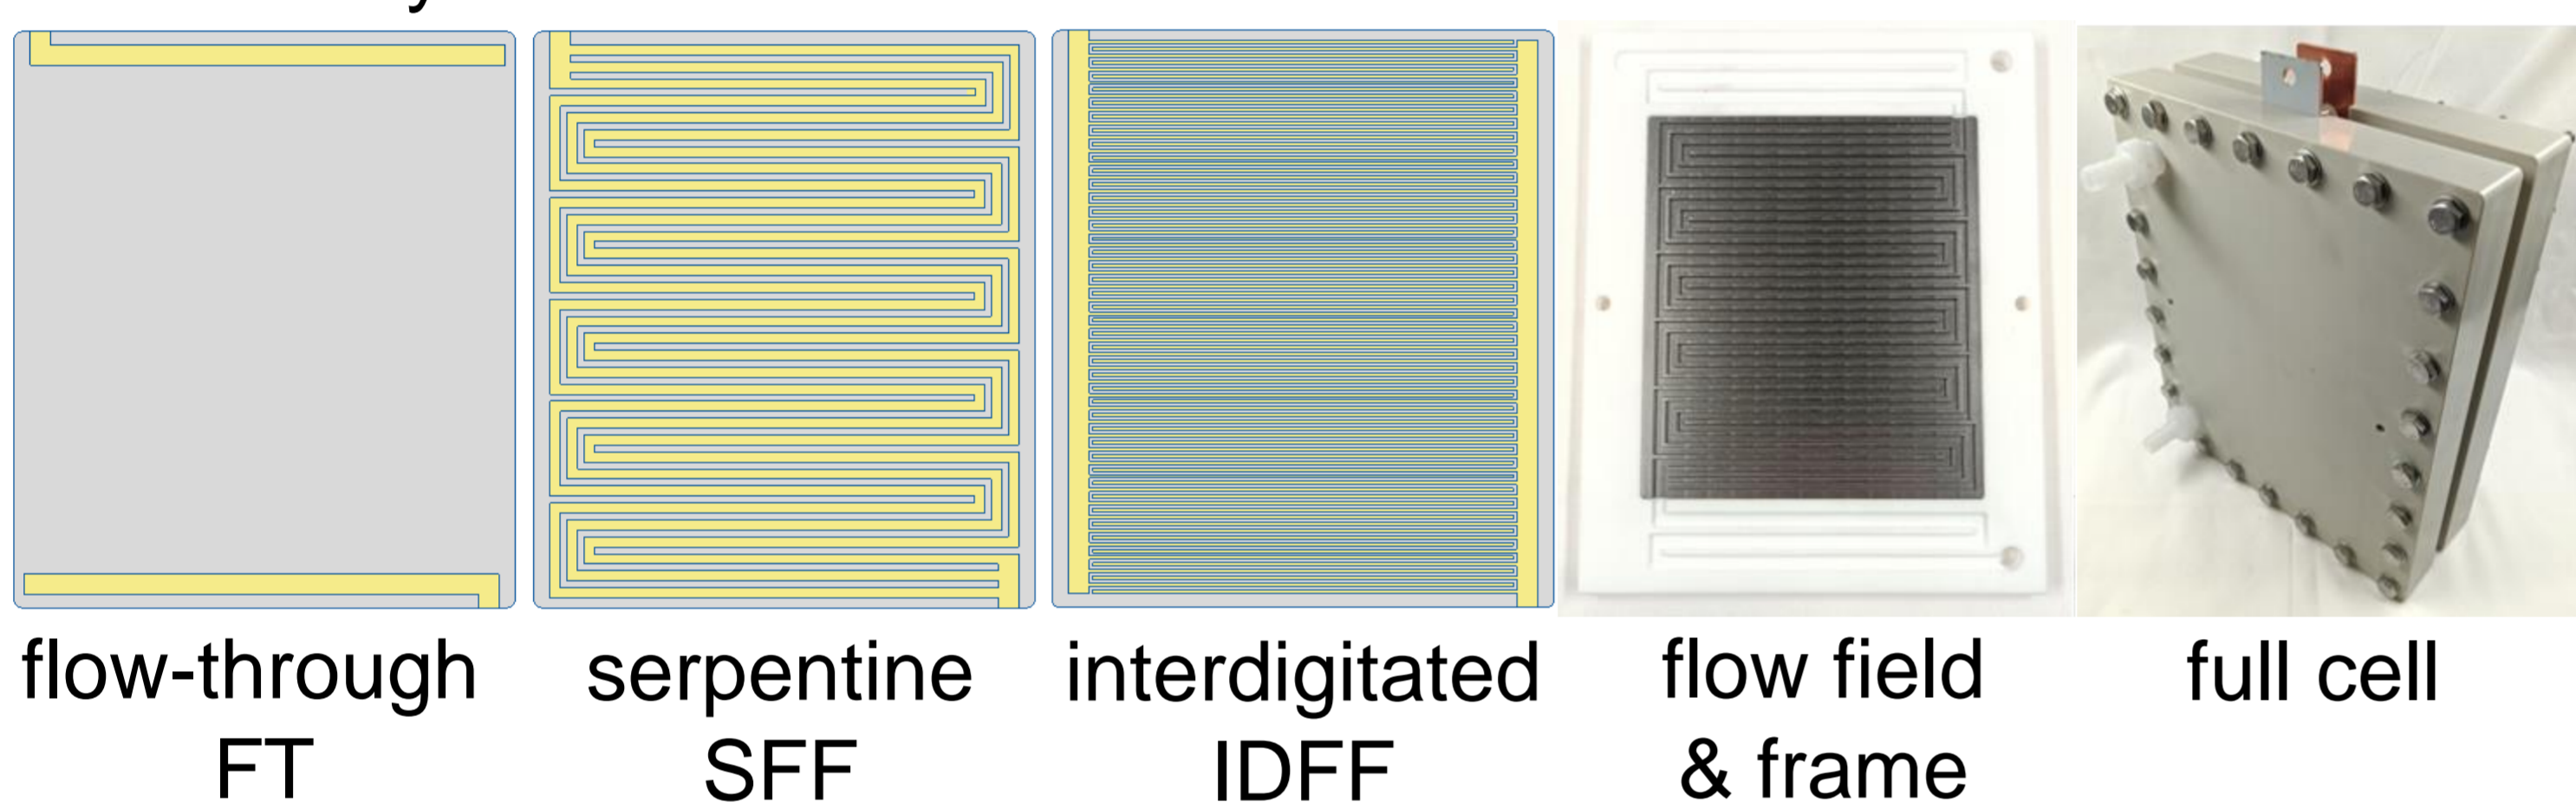 flow-through
FT
serpentine
SFF
interdigitated
IDFF
flow field
& frame
full cell